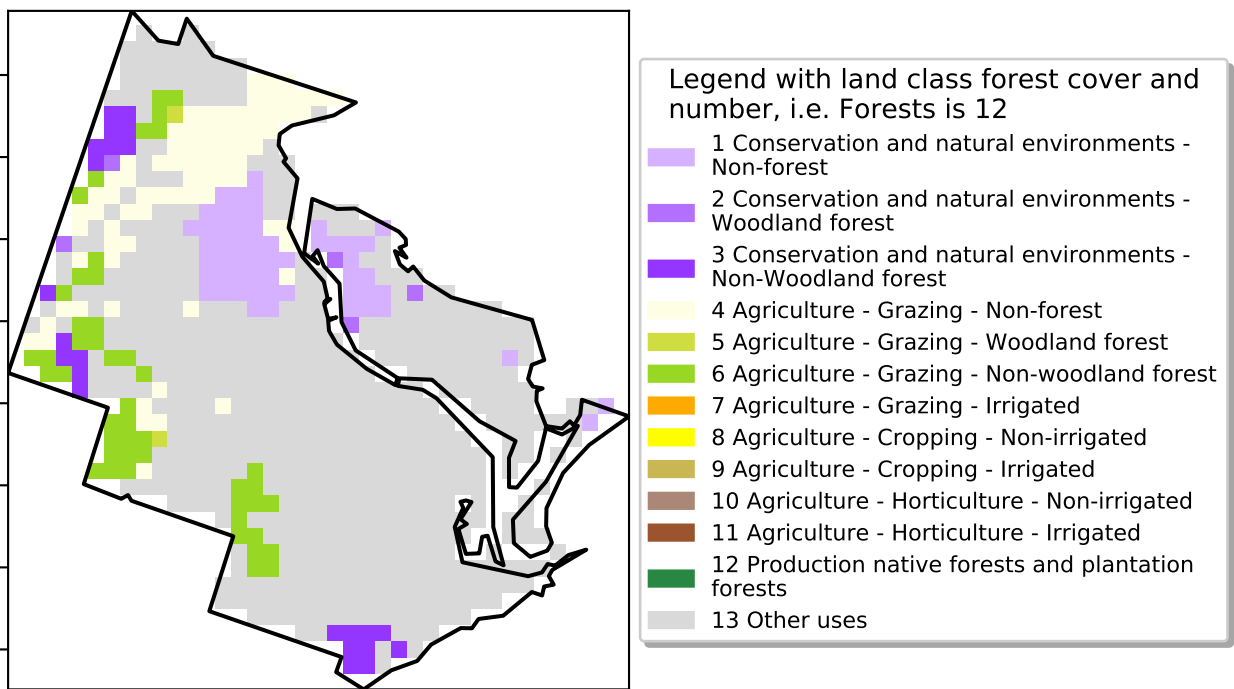 Legend with land class forest cover and
number, i.e. Forests is 12
1 Conservation and natural environments -
Non-forest
2 Conservation and natural environments -
Woodland forest
3 Conservation and natural environments -
Non-Woodland forest
4 Agriculture - Grazing - Non-forest
5 Agriculture - Grazing - Woodland forest
6 Agriculture - Grazing - Non-woodland forest
7 Agriculture - Grazing - Irrigated
8 Agriculture - Cropping - Non-irrigated
9 Agriculture - Cropping - Irrigated
10 Agriculture - Horticulture - Non-irrigated
11 Agriculture - Horticulture - Irrigated
12 Production native forests and plantation
forests
13 Other uses